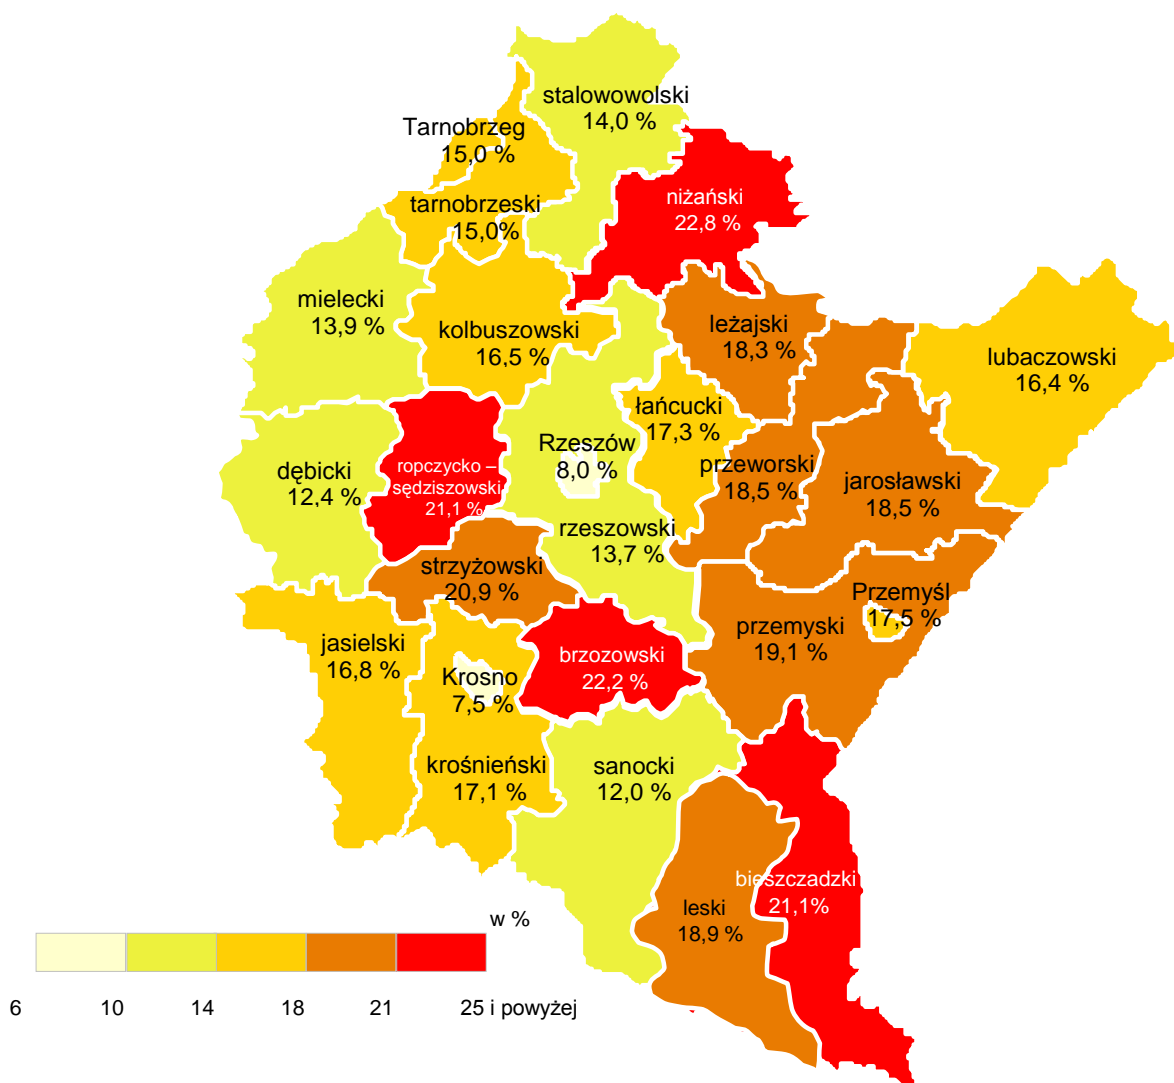 stalowowolski
14,0 %
Tarnobrzeg
15,0 %
niżański
22,8 %
tarnobrzeski
15,0%
mielecki
13,9 %
kolbuszowski
16,5 %
leżajski
18,3 %
lubaczowski
16,4 %
łańcucki
17,3 %
Rzeszów
8,0 %
dębicki
12,4 %
ropczycko –
sędziszowski
21,1 %
przeworski
18,5 %
jarosławski
18,5 %
rzeszowski
13,7 %
strzyżowski
20,9 %
Przemyśl
17,5 %
jasielski
16,8 %
brzozowski
22,2 %
przemyski
19,1 %
Krosno
7,5 %
krośnieński
17,1 %
sanocki
12,0 %
bieszczadzki
21,1%
leski
18,9 %
w %
6 10 14 18 21 25 i powyżej